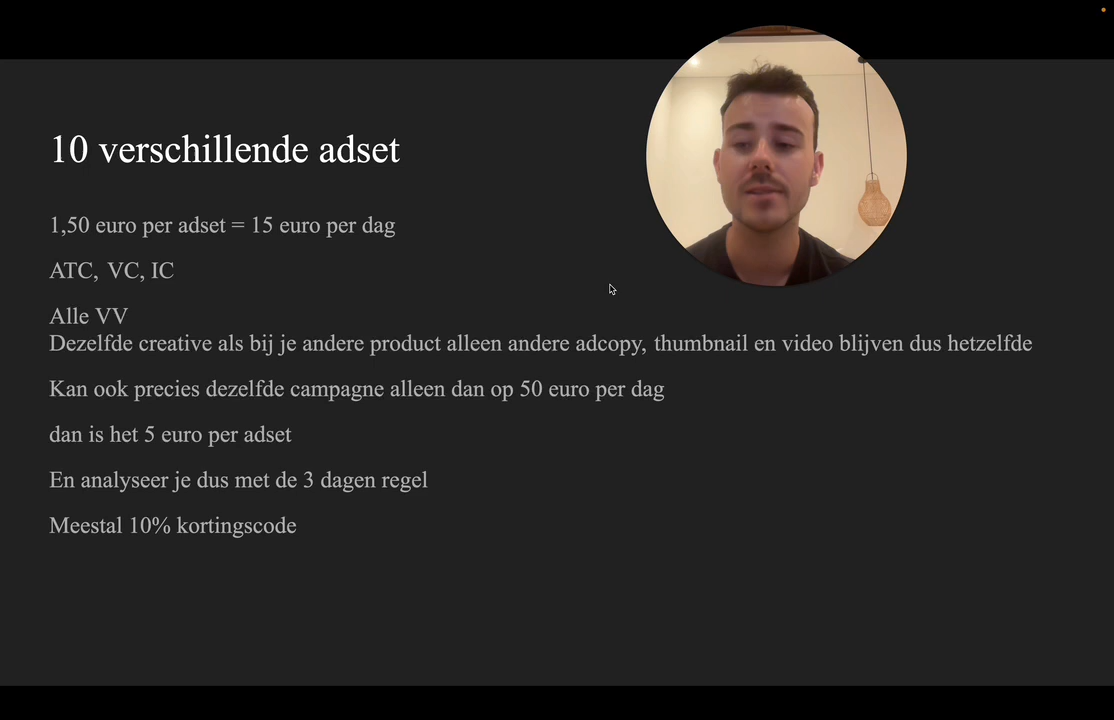 10 verschillende adset
1,50 euro per adset = 15 euro per dag
ATC, VC, IC
Alle VV
Dezelfde creative als bij je andere product alleen andere adcopy, thumbnail en video blijven dus hetzelfde
Kan ook precies dezelfde campagne alleen dan op 50 euro per dag
dan is het 5 euro per adset
En analyseer je dus met de 3 dagen regel
Meestal 10% kortingscode